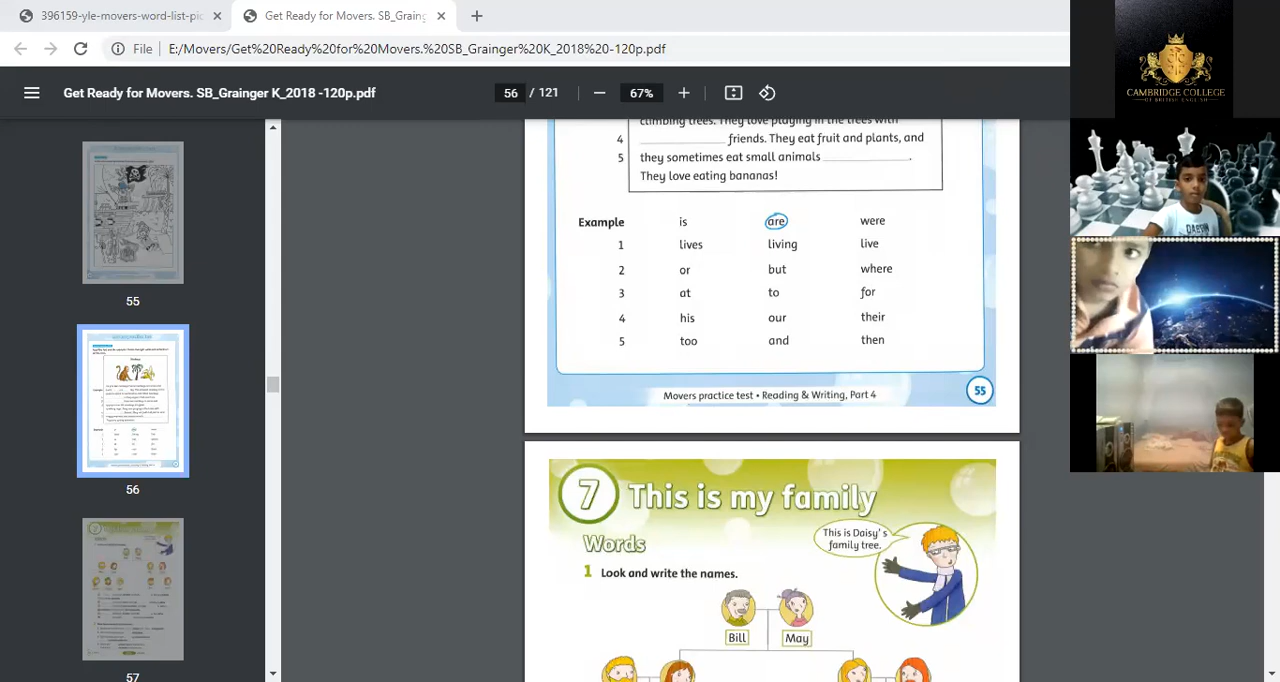 396159-yle-movers-word-list-pic
Get Ready for Movers. SB_Grainge
File
E:/Movers/Get%20Ready%20for%20Movers.%20SB_Grainger%20K_2018%20-120p.pdf
Get Ready for Movers. SB_Grainger K_2018 -120p.pdf
56 / 121
67%
CAMBRIDGE COLLEGE
OF BRITISH ENGLISH
climbing trees. They love playing in the trees with
4 friends. They eat fruit and plants, and
5 they sometimes eat small animals .
They love eating bananas!
Example is are were
1 lives living live
2 or but where
3 at to for
4 his our their
5 too and then
Movers practice test • Reading & Writing, Part 4
55
7 This is my family
Words
This is Daisy's
family tree.
1 Look and write the names.
Bill May
55
56
57